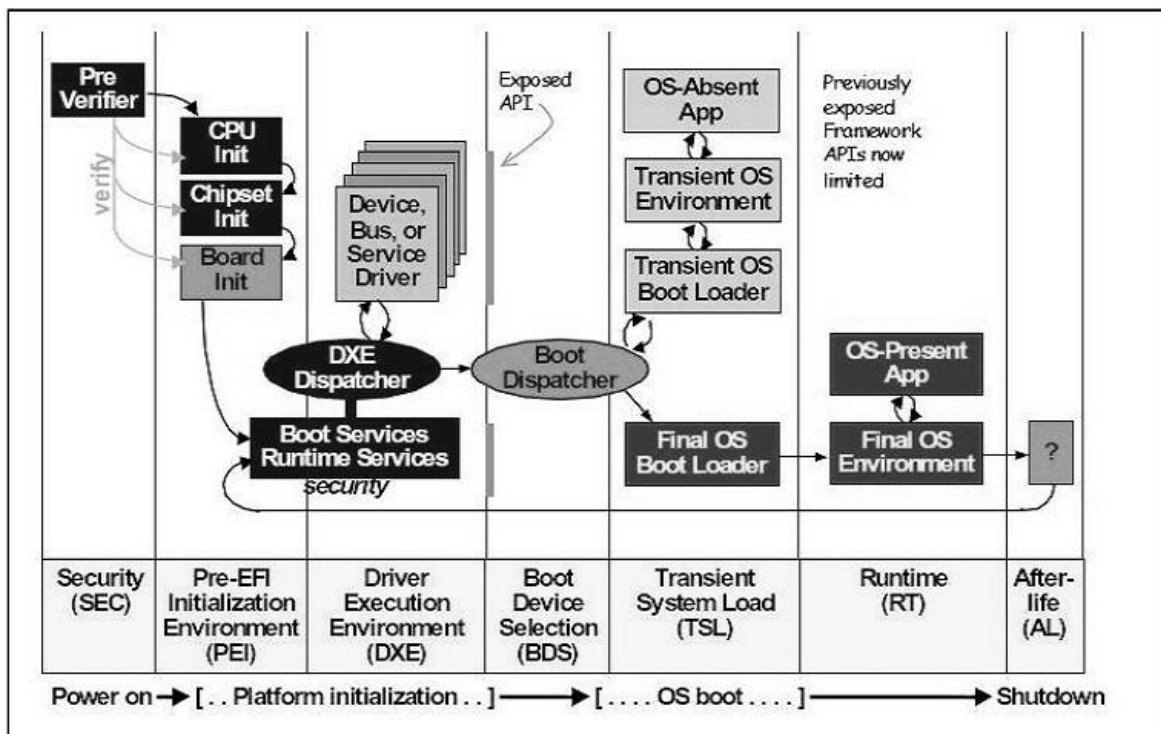 Pre
Verifier
verify
CPU
Init
Chipset
Init
Board
Init
Device,
Bus, or
Service
Driver
DXE
Dispatcher
Boot Services
Runtime Services
security
Exposed
API
Boot
Dispatcher
OS-Absent
App
Transient OS
Environment
Transient OS
Boot Loader
Final OS
Boot Loader
Previously
exposed
Framework
APIs now
limited
OS-Present
App
Final OS
Environment
?
Security
(SEC)
Pre-EFI
Initialization
Environment
(PEI)
Driver
Execution
Environment
(DXE)
Boot
Device
Selection
(BDS)
Transient
System Load
(TSL)
Runtime
(RT)
After-
life
(AL)
Power on [ . . Platform initialization . . ] [ . . . . OS boot . . . . ] Shutdown